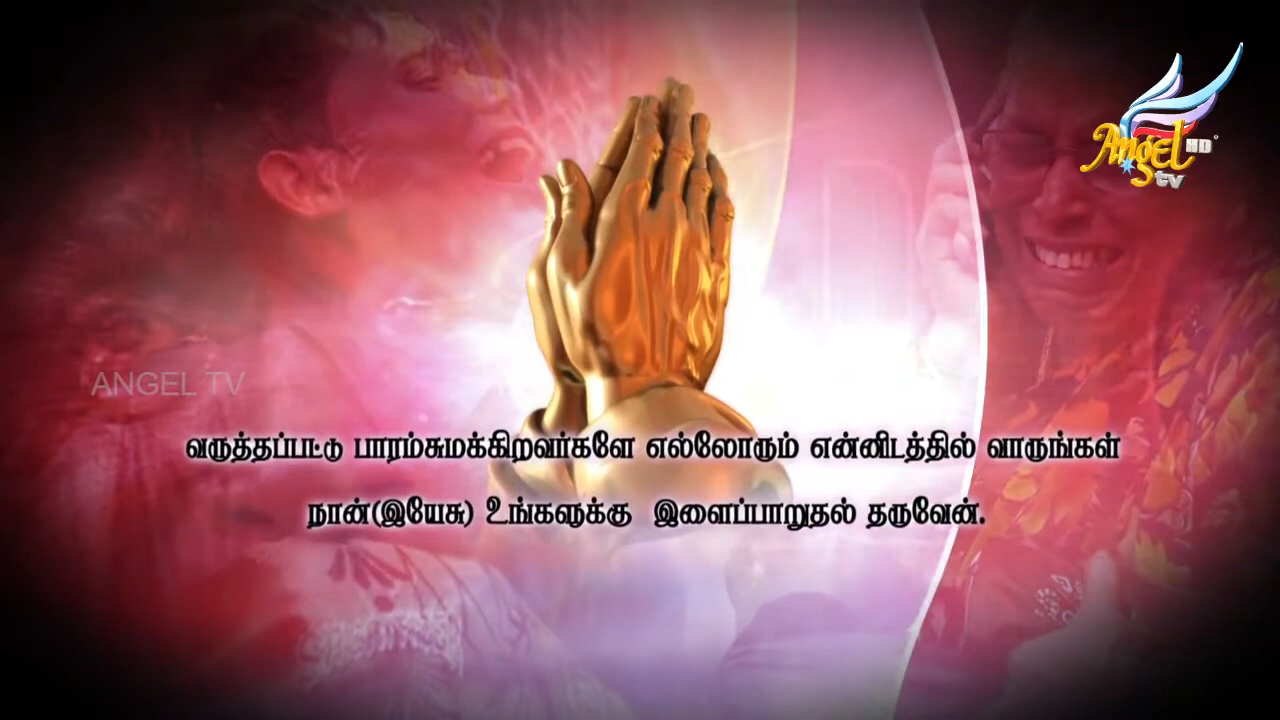 Angel HD
tv
ANGEL TV
வருத்தப்பட்டு பாரம்சுமக்கிறவர்களே எல்லோரும் என்னிடத்தில் வாருங்கள்
நான்(இயேசு) உங்களுக்கு இளைப்பாறுதல் தருவேன்.